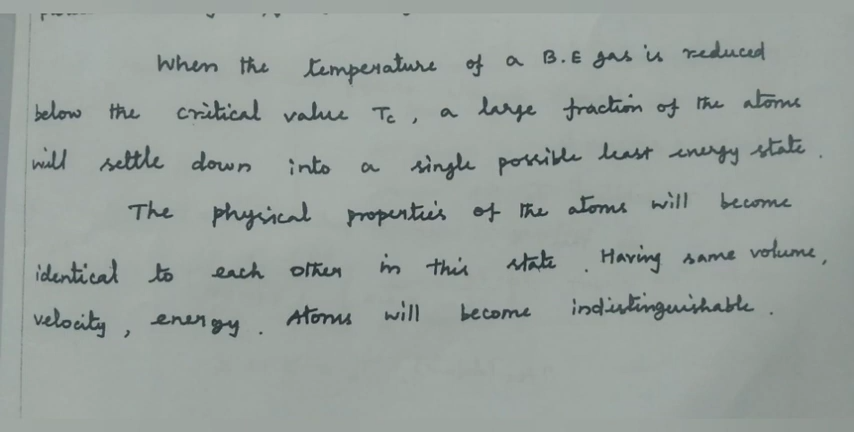 When the temperature of a B.E gas is reduced
below the critical value Tc, a large fraction of the atoms
will settle down into a single possible least energy state.
The physical properties of the atoms will become
identical to each other in this state. Having same volume,
velocity, energy. Atoms will become indistinguishable.